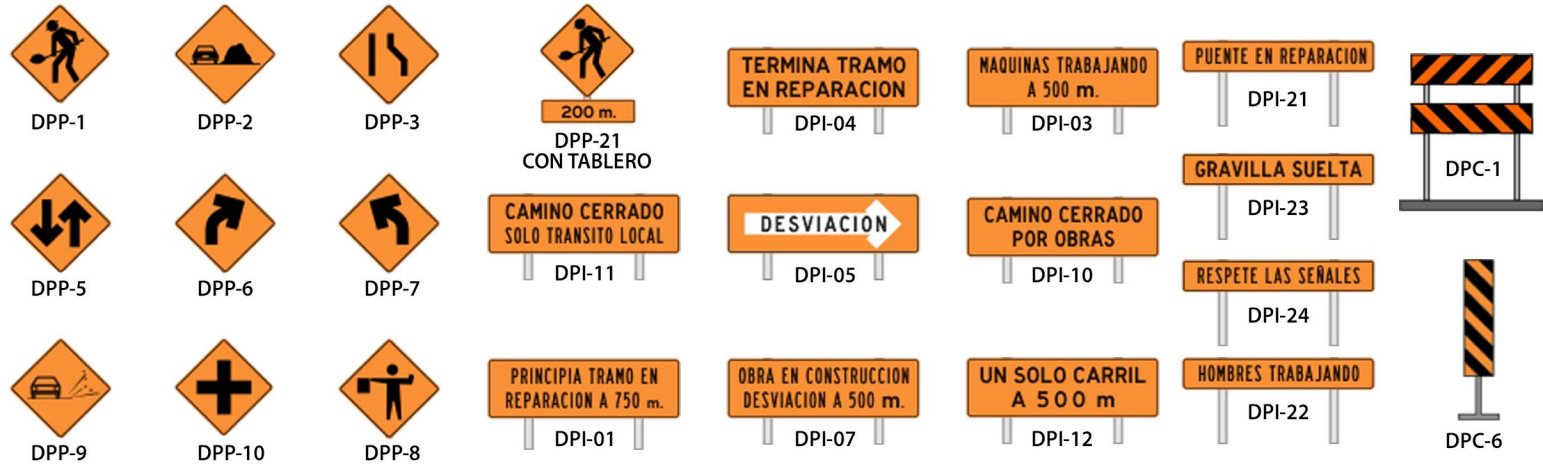 DPP-1
DPP-2
DPP-3
200 m.
DPP-21
CON TABLERO
TERMINA TRAMO
EN REPARACION
DPI-04
MAQUINAS TRABAJANDO
A 500 m.
DPI-03
PUENTE EN REPARACION
DPI-21
DPC-1
DPP-5
DPP-6
DPP-7
CAMINO CERRADO
SOLO TRANSITO LOCAL
DPI-11
DESVIACION
DPI-05
CAMINO CERRADO
POR OBRAS
DPI-10
GRAVILLA SUELTA
DPI-23
RESPETE LAS SEÑALES
DPI-24
DPP-9
DPP-10
DPP-8
PRINCIPIA TRAMO EN
REPARACION A 750 m.
DPI-01
OBRA EN CONSTRUCCION
DESVIACION A 500 m.
DPI-07
UN SOLO CARRIL
A 500 m
DPI-12
HOMBRES TRABAJANDO
DPI-22
DPC-6